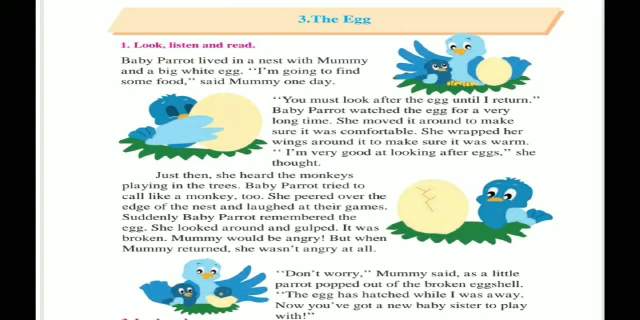 3.The Egg
1. Look, listen and read.
Baby Parrot lived in a nest with Mummy
and a big white egg. “I’m going to find
some food,” said Mummy one day.
“You must look after the egg until I return.”
Baby Parrot watched the egg for a very
long time. She moved it around to make
sure it was comfortable. She wrapped her
wings around it to make sure it was warm.
“ I’m very good at looking after eggs,” she
thought.
Just then, she heard the monkeys
playing in the trees. Baby Parrot tried to
call like a monkey, too. She peered over the
edge of the nest and laughed at their games.
Suddenly Baby Parrot remembered the
egg. She looked around and gulped. It was
broken. Mummy would be angry! But when
Mummy returned, she wasn’t angry at all.
“Don’t worry,” Mummy said, as a little
parrot popped out of the broken eggshell.
“The egg has hatched while I was away.
Now you’ve got a new baby sister to play
with!”